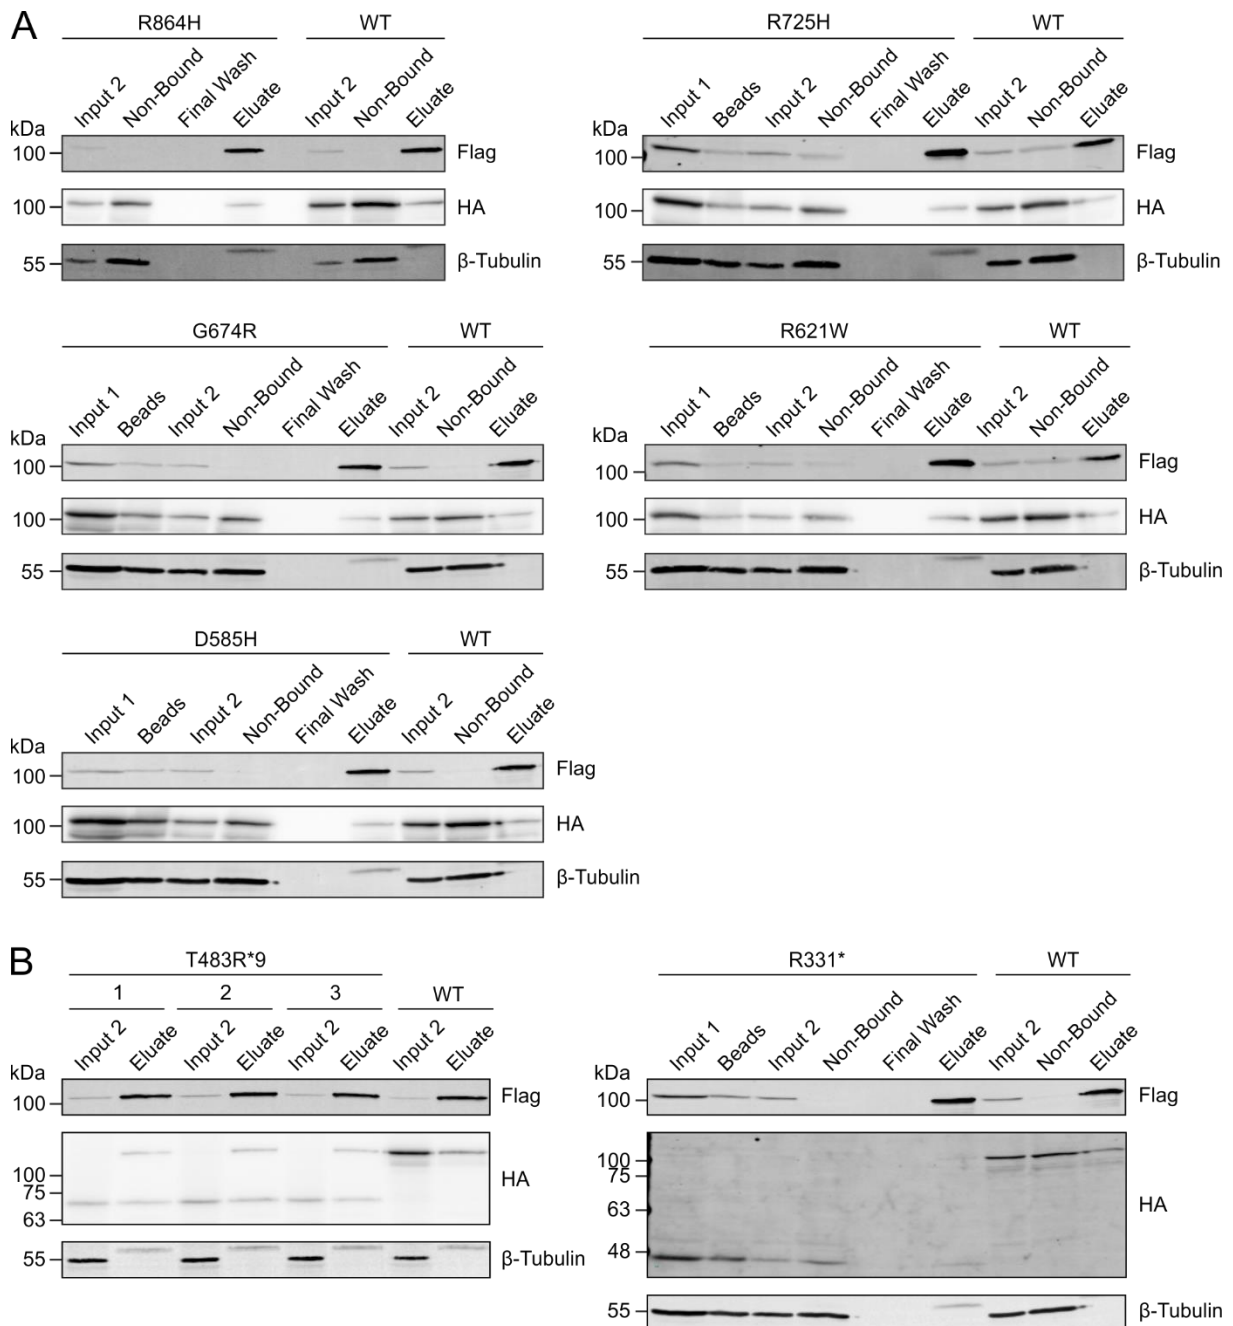 A
R864H WT
Input 2 Non-Bound Final Wash Eluate Input 2 Non-Bound Eluate
kDa
100 Flag
100 HA
55 β-Tubulin
R725H WT
Input 1 Beads Input 2 Non-Bound Final Wash Eluate Input 2 Non-Bound Eluate
kDa
100 Flag
100 HA
55 β-Tubulin
G674R WT
Input 1 Beads Input 2 Non-Bound Final Wash Eluate Input 2 Non-Bound Eluate
kDa
100
100
55
R621W WT
Input 1 Beads Input 2 Non-Bound Final Wash Eluate Input 2 Non-Bound Eluate
kDa
100 Flag
100 HA
55 β-Tubulin
D585H WT
Input 1 Beads Input 2 Non-Bound Final Wash Eluate Input 2 Non-Bound Eluate
kDa
100 Flag
100 HA
55 β-Tubulin
B
T483R*9
1 2 3 WT
Input 2 Eluate Input 2 Eluate Input 2 Eluate Input 2 Eluate
kDa
100 Flag
100
75 HA
63
55 β-Tubulin
R331* WT
Input 1 Beads Input 2 Non-Bound Final Wash Eluate Input 2 Non-Bound Eluate
kDa
100 Flag
100
75
63 HA
48
55 β-Tubulin